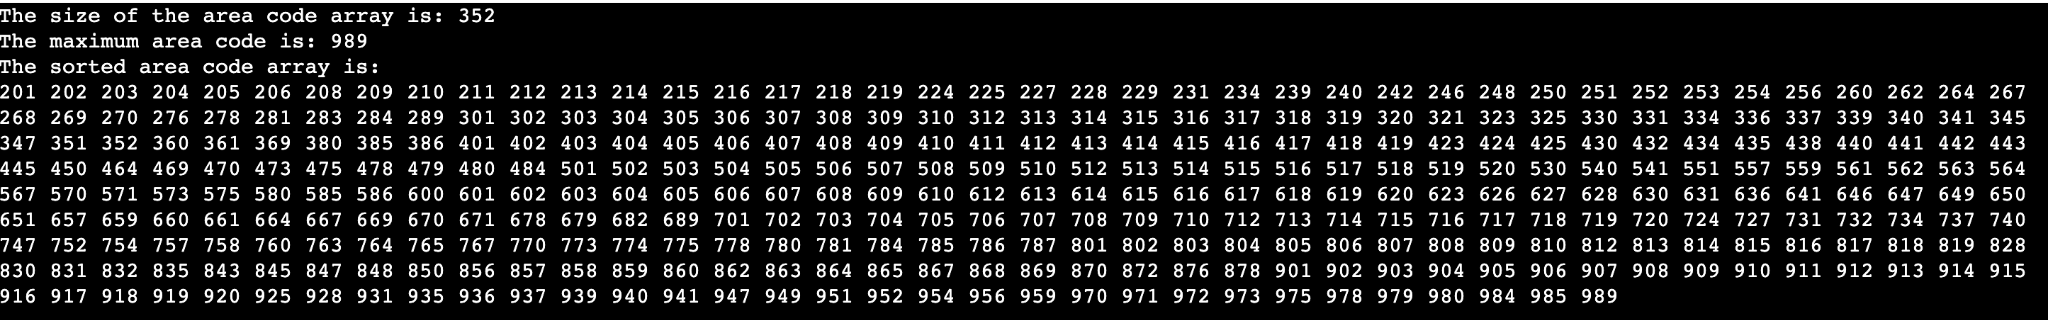 The size of the area code array is: 352
The maximum area code is: 989
The sorted area code array is:
201 202 203 204 205 206 208 209 210 211 212 213 214 215 216 217 218 219 224 225 227 228 229 231 234 239 240 242 246 248 250 251 252 253 254 256 260 262 264 267
268 269 270 276 278 281 283 284 289 301 302 303 304 305 306 307 308 309 310 312 313 314 315 316 317 318 319 320 321 323 325 330 331 334 336 337 339 340 341 345
347 351 352 360 361 369 380 385 386 401 402 403 404 405 406 407 408 409 410 411 412 413 414 415 416 417 418 419 423 424 425 430 432 434 435 438 440 441 442 443
445 450 464 469 470 473 475 478 479 480 484 501 502 503 504 505 506 507 508 509 510 512 513 514 515 516 517 518 519 520 530 540 541 551 557 559 561 562 563 564
567 570 571 573 575 580 585 586 600 601 602 603 604 605 606 607 608 609 610 612 613 614 615 616 617 618 619 620 623 626 627 628 630 631 636 641 646 647 649 650
651 657 659 660 661 664 667 669 670 671 678 679 682 689 701 702 703 704 705 706 707 708 709 710 712 713 714 715 716 717 718 719 720 724 727 731 732 734 737 740
747 752 754 757 758 760 763 764 765 767 770 773 774 775 778 780 781 784 785 786 787 801 802 803 804 805 806 807 808 809 810 812 813 814 815 816 817 818 819 828
830 831 832 835 843 845 847 848 850 856 857 858 859 860 862 863 864 865 867 868 869 870 872 876 878 901 902 903 904 905 906 907 908 909 910 911 912 913 914 915
916 917 918 919 920 925 928 931 935 936 937 939 940 941 947 949 951 952 954 956 959 970 971 972 973 975 978 979 980 984 985 989